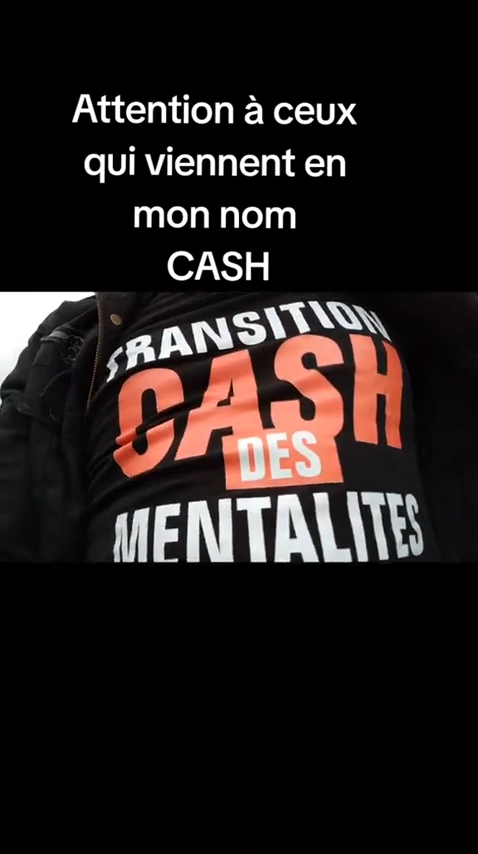 Attention à ceux
qui viennent en
mon nom
CASH
TRANSITION
CASH
DES
MENTALITES